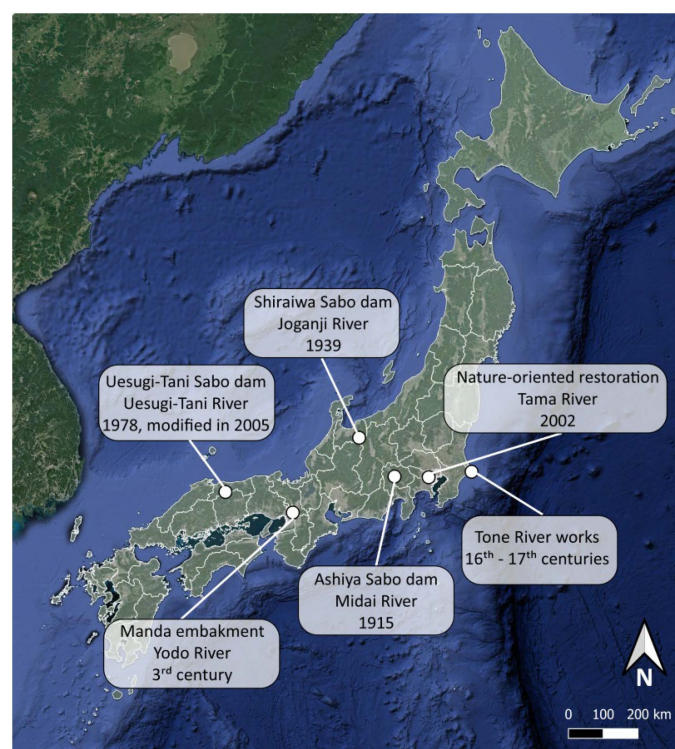 Shiraiwa Sabo dam
Joganji River
1939
Nature-oriented restoration
Tama River
2002
Uesugi-Tani Sabo dam
Uesugi-Tani River
1978, modified in 2005
Tone River works
16th - 17th centuries
Ashiya Sabo dam
Midai River
1915
Manda embakment
Yodo River
3rd century
N
0 100 200 km